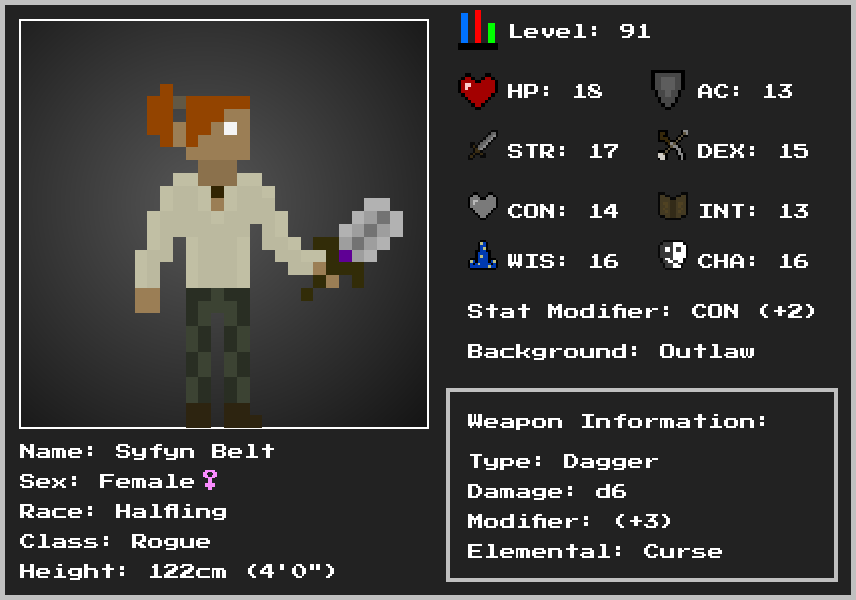 Level: 91
HP: 18 AC: 13
STR: 17 DEX: 15
CON: 14 INT: 13
WIS: 16 CHA: 16
Stat Modifier: CON (+2)
Background: Outlaw
Weapon Information:
Type: Dagger
Damage: d6
Modifier: (+3)
Elemental: Curse
Name: Syfyn Belt
Sex: Female♀
Race: Halfling
Class: Rogue
Height: 122cm (4'0")